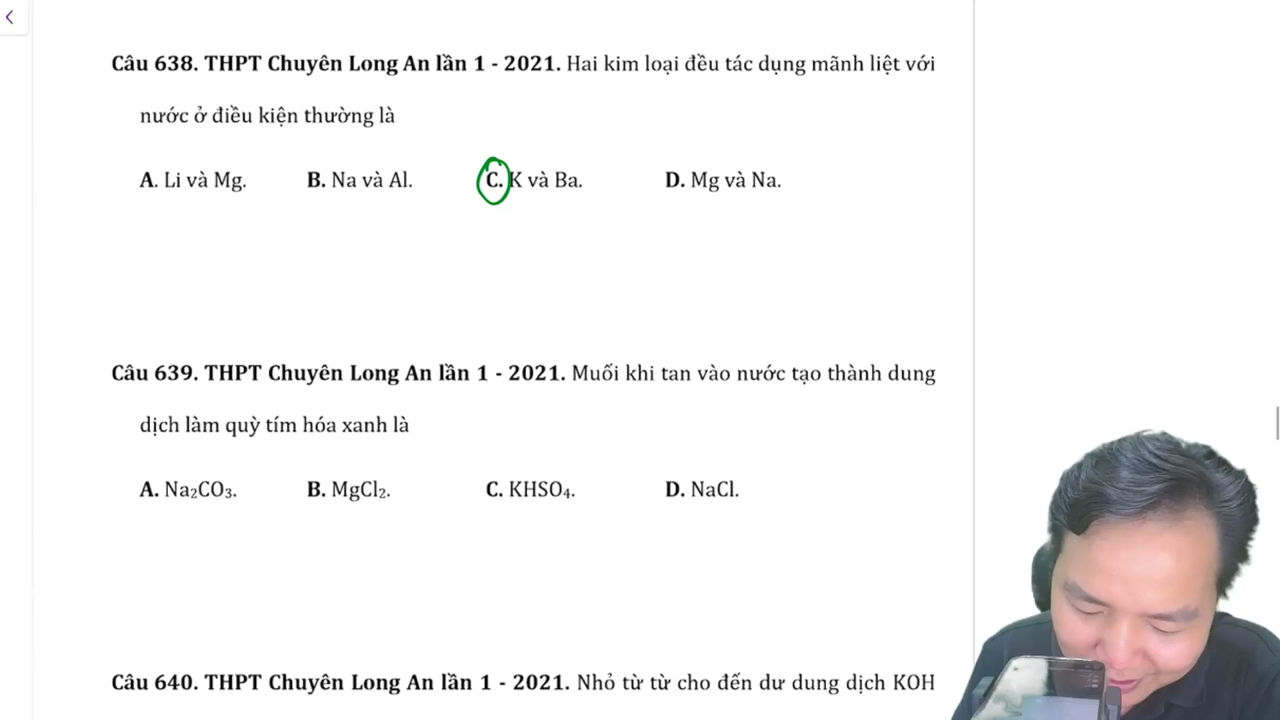 Câu 638. THPT Chuyên Long An lần 1 - 2021. Hai kim loại đều tác dụng mãnh liệt với
nước ở điều kiện thường là
A. Li và Mg. B. Na và Al. C. K và Ba. D. Mg và Na.
Câu 639. THPT Chuyên Long An lần 1 - 2021. Muối khi tan vào nước tạo thành dung
dịch làm quỳ tím hóa xanh là
A. Na₂CO₃. B. MgCl₂. C. KHSO₄. D. NaCl.
Câu 640. THPT Chuyên Long An lần 1 - 2021. Nhỏ từ từ cho đến dư dung dịch KOH